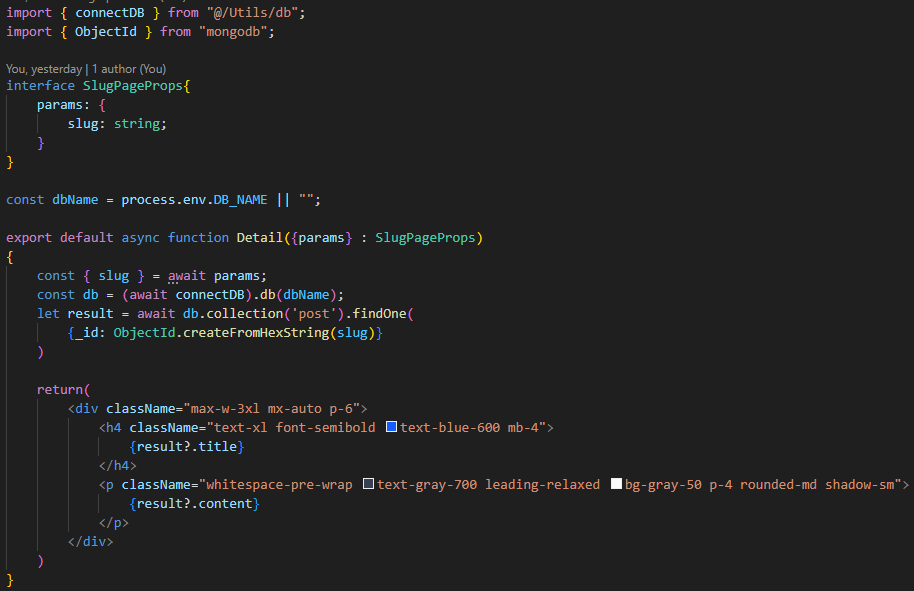 import { connectDB } from "@/Utils/db";
import { ObjectId } from "mongodb";
You, yesterday | 1 author (You)
interface SlugPageProps{
    params: {
        slug: string;
    }
}
const dbName = process.env.DB_NAME || "";
export default async function Detail({params} : SlugPageProps)
{
    const { slug } = await params;
    const db = (await connectDB).db(dbName);
    let result = await db.collection('post').findOne(
        {_id: ObjectId.createFromHexString(slug)}
    )
    return(
        <div className="max-w-3xl mx-auto p-6">
            <h4 className="text-xl font-semibold text-blue-600 mb-4">
                {result?.title}
            </h4>
            <p className="whitespace-pre-wrap text-gray-700 leading-relaxed bg-gray-50 p-4 rounded-md shadow-sm">
                {result?.content}
            </p>
        </div>
    )
}